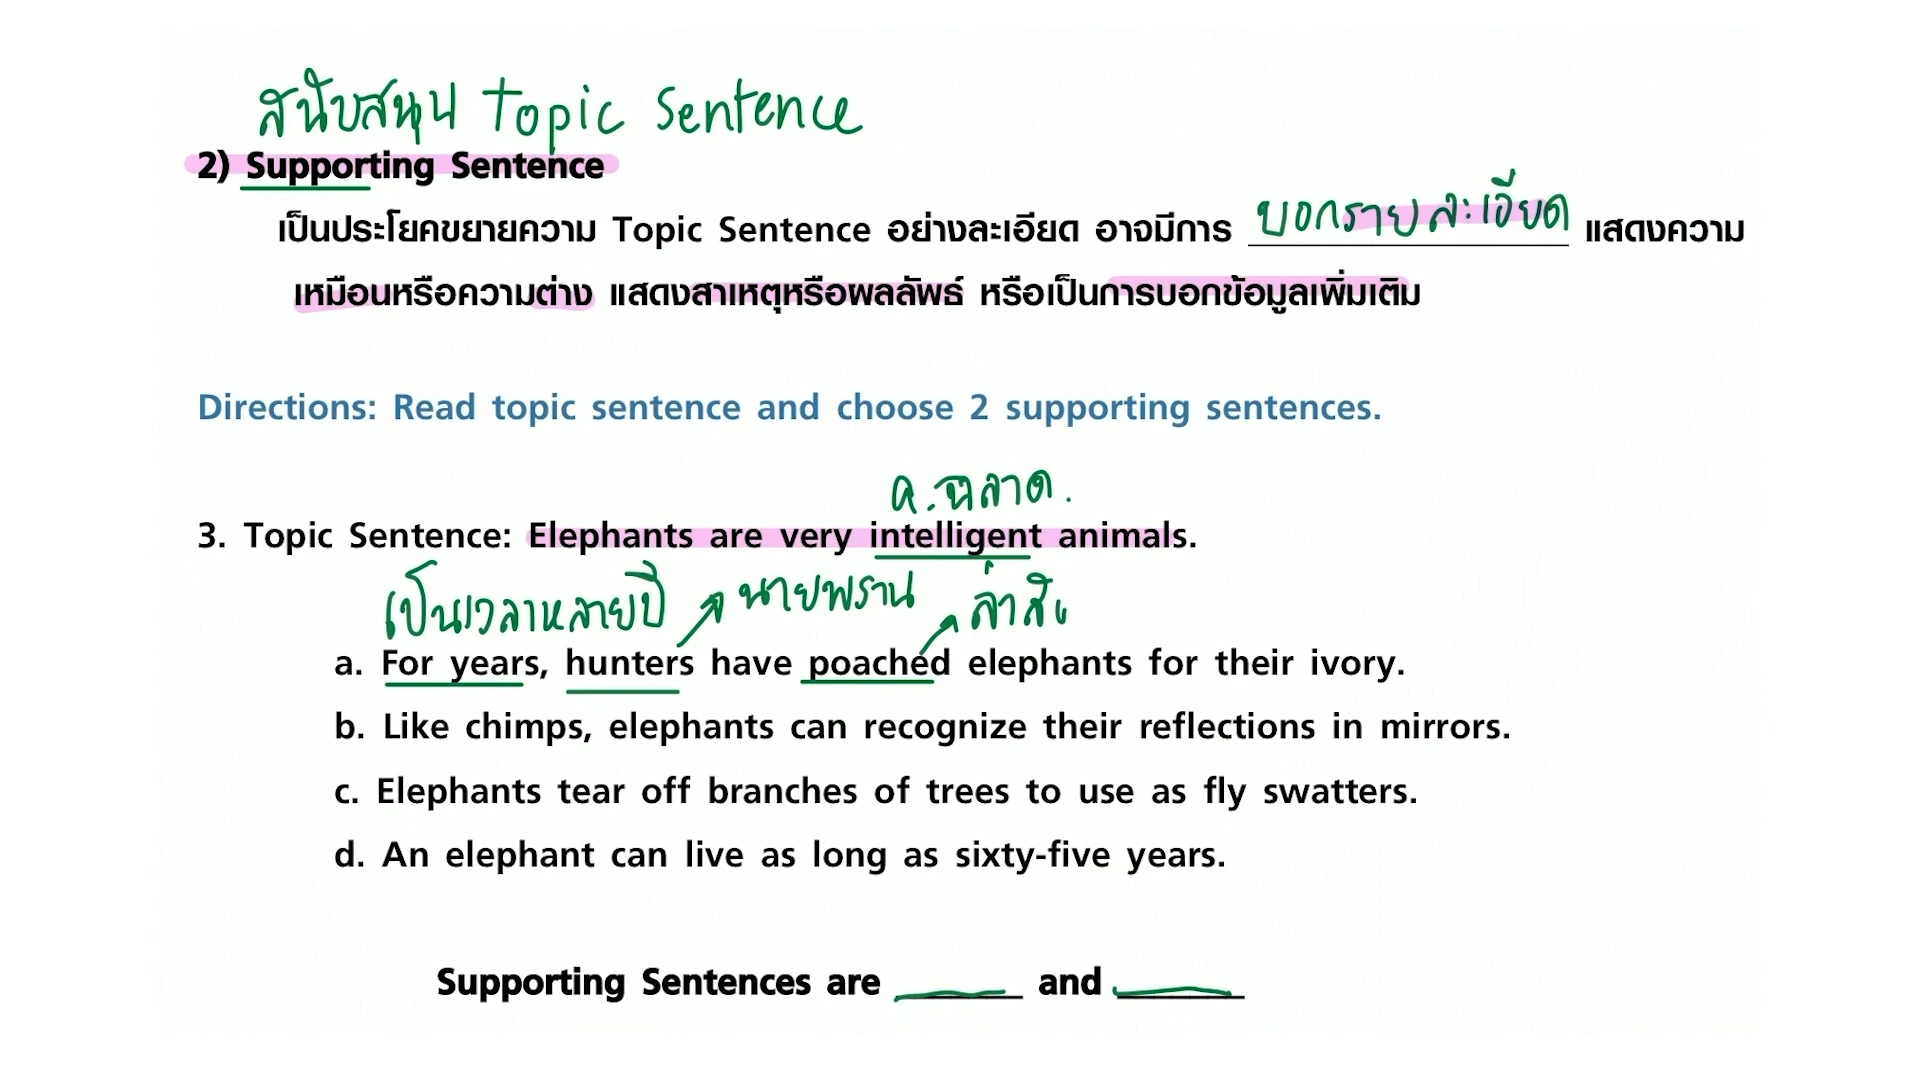 สนับสนุน Topic Sentence
2) Supporting Sentence
เป็นประโยคขยายความ Topic Sentence อย่างละเอียด อาจมีการ บอกรายละเอียด แสดงความ
เหมือนหรือความต่าง แสดงสาเหตุหรือผลลัพธ์ หรือเป็นการบอกข้อมูลเพิ่มเติม
Directions: Read topic sentence and choose 2 supporting sentences.
ค.ฉลาด.
3. Topic Sentence: Elephants are very intelligent animals.
เป็นเวลาหลายปี นายพราน
a. For years, hunters have poached elephants for their ivory.
b. Like chimps, elephants can recognize their reflections in mirrors.
c. Elephants tear off branches of trees to use as fly swatters.
d. An elephant can live as long as sixty-five years.
Supporting Sentences are ______ and ______